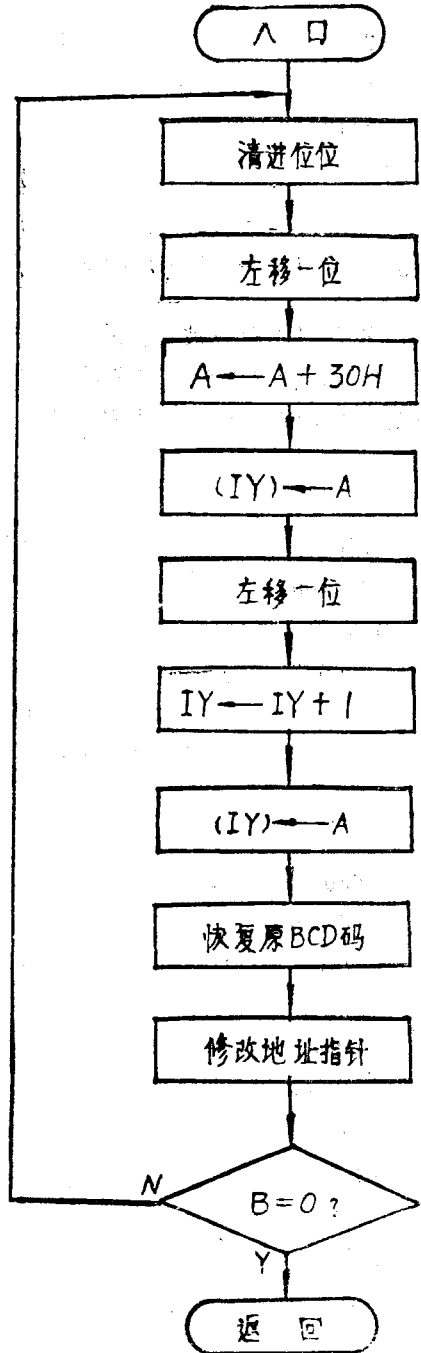 入 口
清进位位
左移一位
A ← A + 30H
(IY) ← A
左移一位
IY ← IY + 1
(IY) ← A
恢复原BCD码
修改地址指针
N
B = 0 ?
Y
返 回